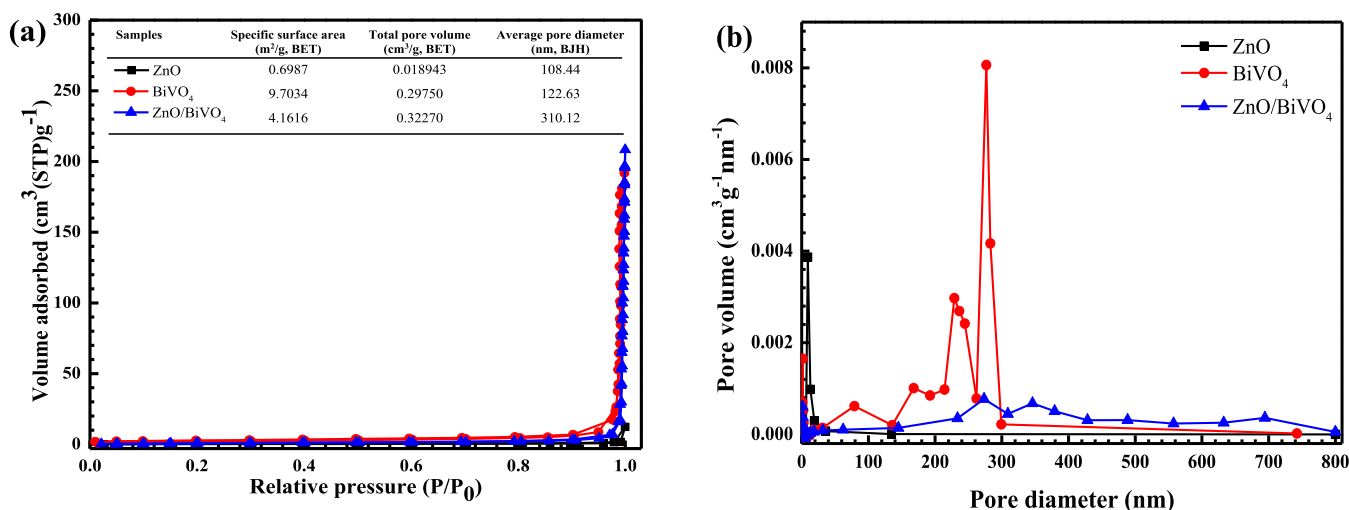 (a)
Samples Specific surface area Total pore volume Average pore diameter
(m²/g, BET) (cm³/g, BET) (nm, BJH)
ZnO 0.6987 0.018943 108.44
BiVO₄ 9.7034 0.29750 122.63
ZnO/BiVO₄ 4.1616 0.32270 310.12
Volume adsorbed (cm³(STP)g⁻¹)
300
250
200
150
100
50
0
0.0 0.2 0.4 0.6 0.8 1.0
Relative pressure (P/P₀)
(b)
ZnO
BiVO₄
ZnO/BiVO₄
Pore volume (cm³g⁻¹nm⁻¹)
0.008
0.006
0.004
0.002
0.000
0 100 200 300 400 500 600 700 800
Pore diameter (nm)